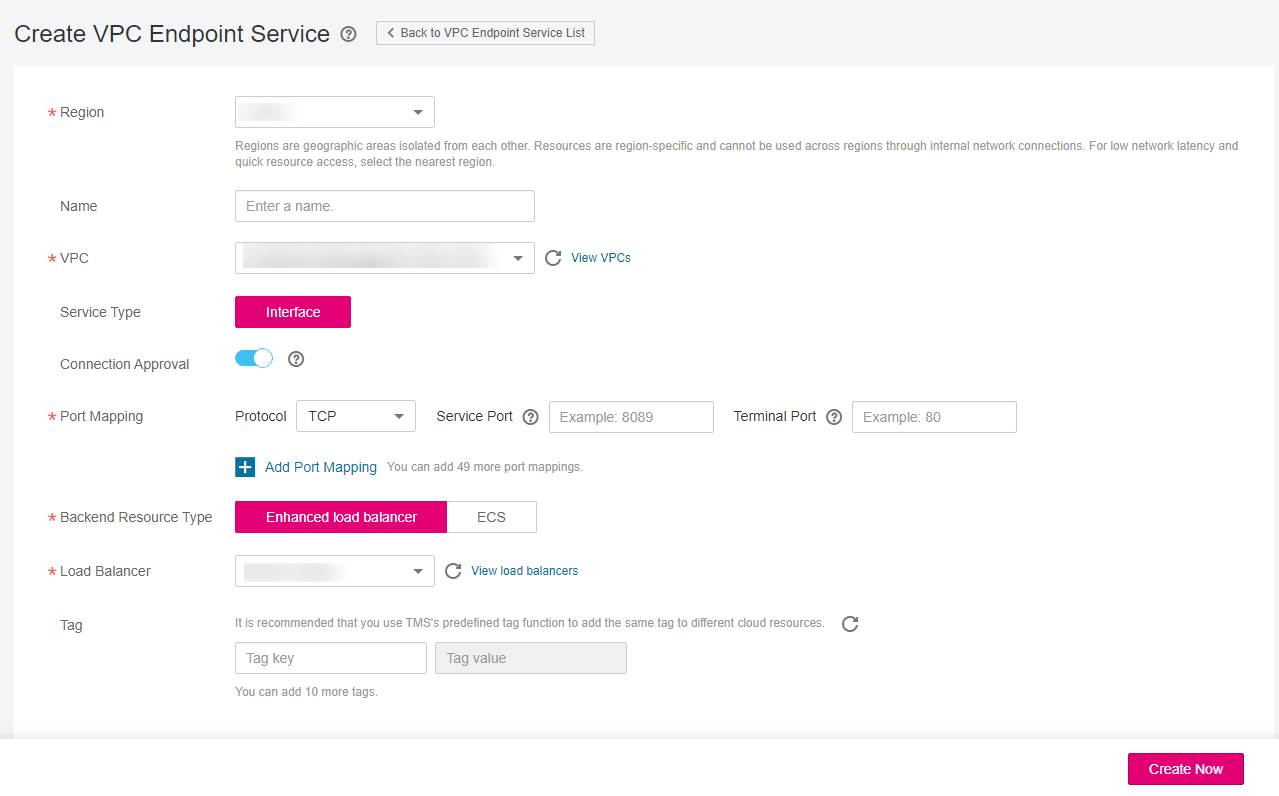 Create VPC Endpoint Service ? < Back to VPC Endpoint Service List
* Region
Regions are geographic areas isolated from each other. Resources are region-specific and cannot be used across regions through internal network connections. For low network latency and
quick resource access, select the nearest region.
Name Enter a name.
* VPC View VPCs
Service Type Interface
Connection Approval ?
* Port Mapping Protocol TCP Service Port ? Example: 8089 Terminal Port ? Example: 80
+ Add Port Mapping You can add 49 more port mappings.
* Backend Resource Type Enhanced load balancer ECS
* Load Balancer View load balancers
Tag It is recommended that you use TMS's predefined tag function to add the same tag to different cloud resources.
Tag key Tag value
You can add 10 more tags.
Create Now